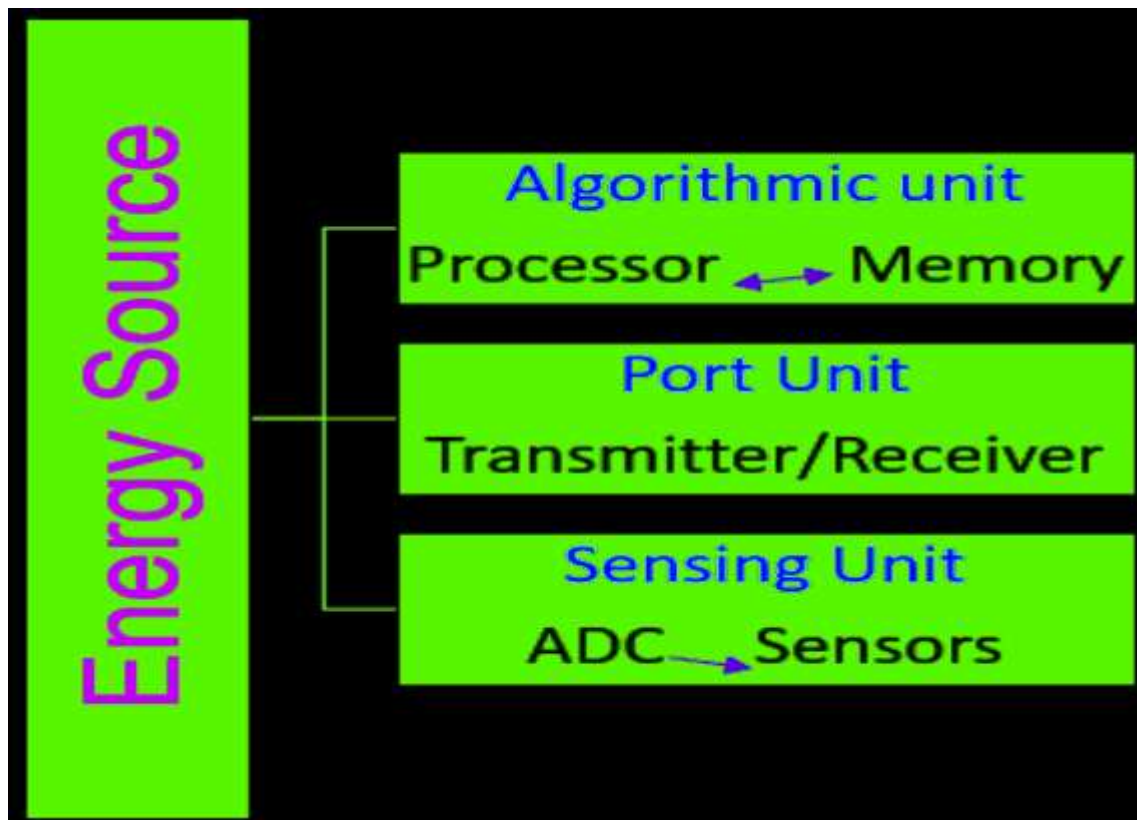 Energy Source
Algorithmic unit
Processor Memory
Port Unit
Transmitter/Receiver
Sensing Unit
ADC Sensors